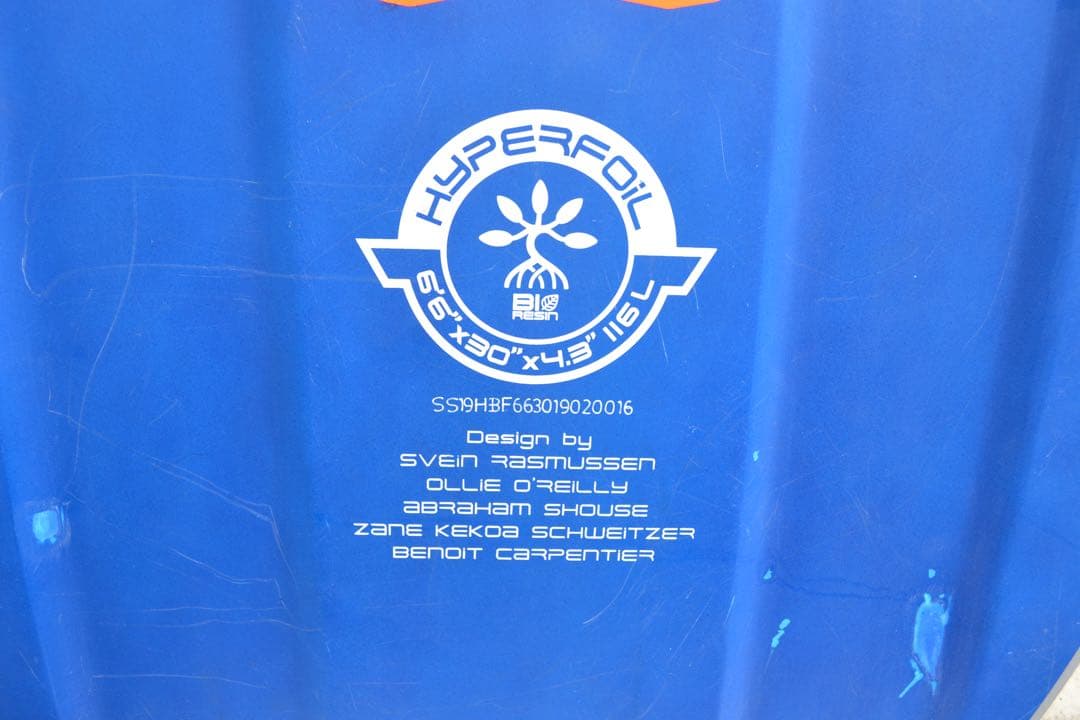 HYPERFOiL
BIO
RESIN
6'6"x30"x4.3" 116 L
SS19HBF663019020016
Design by
SVEIN RASMUSSEN
OLLIE O'REILLY
ABRAHAM SHOUSE
ZANE KEKOA SCHWEITZER
BENOIT CARPENTIER